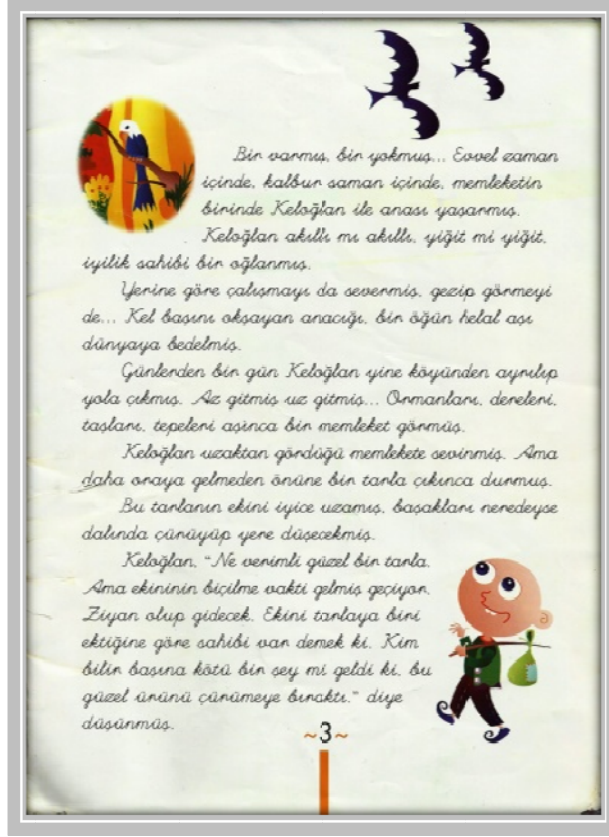 Bir varmış, bir yokmuş... Evvel zaman
içinde, kalbur saman içinde, memleketin
birinde Keloğlan ile anası yaşarmış.
Keloğlan akıllı mı akıllı, yiğit mi yiğit,
iyilik sahibi bir oğlanmış.
Yerine göre çalışmayı da severmiş, gezip görmeyi
de... Kel başını okşayan anacığı, bir öğün helal aşı
dünyaya bedelmiş.
Günlerden bir gün Keloğlan yine köyünden ayrılıp
yola çıkmış. Az gitmiş uz gitmiş... Ormanları, dereleri,
taşları, tepeleri aşınca bir memleket görmüş.
Keloğlan uzaktan gördüğü memlekete sevinmiş. Ama
daha oraya gelmeden önüne bir tarla çıkınca durmuş.
Bu tarlanın ekini iyice uzamış, başakları neredeyse
dalında çürüyüp yere düşecekmiş.
Keloğlan, “Ne verimli güzel bir tarla.
Ama ekininin biçilme vakti gelmiş geçiyor.
Ziyan olup gidecek. Ekini tarlaya biri
ektiğine göre sahibi var demek ki. Kim
bilir başına kötü bir şey mi geldi ki, bu
güzel ürünü çürümeye bıraktı.” diye
düşünmüş.
~3~